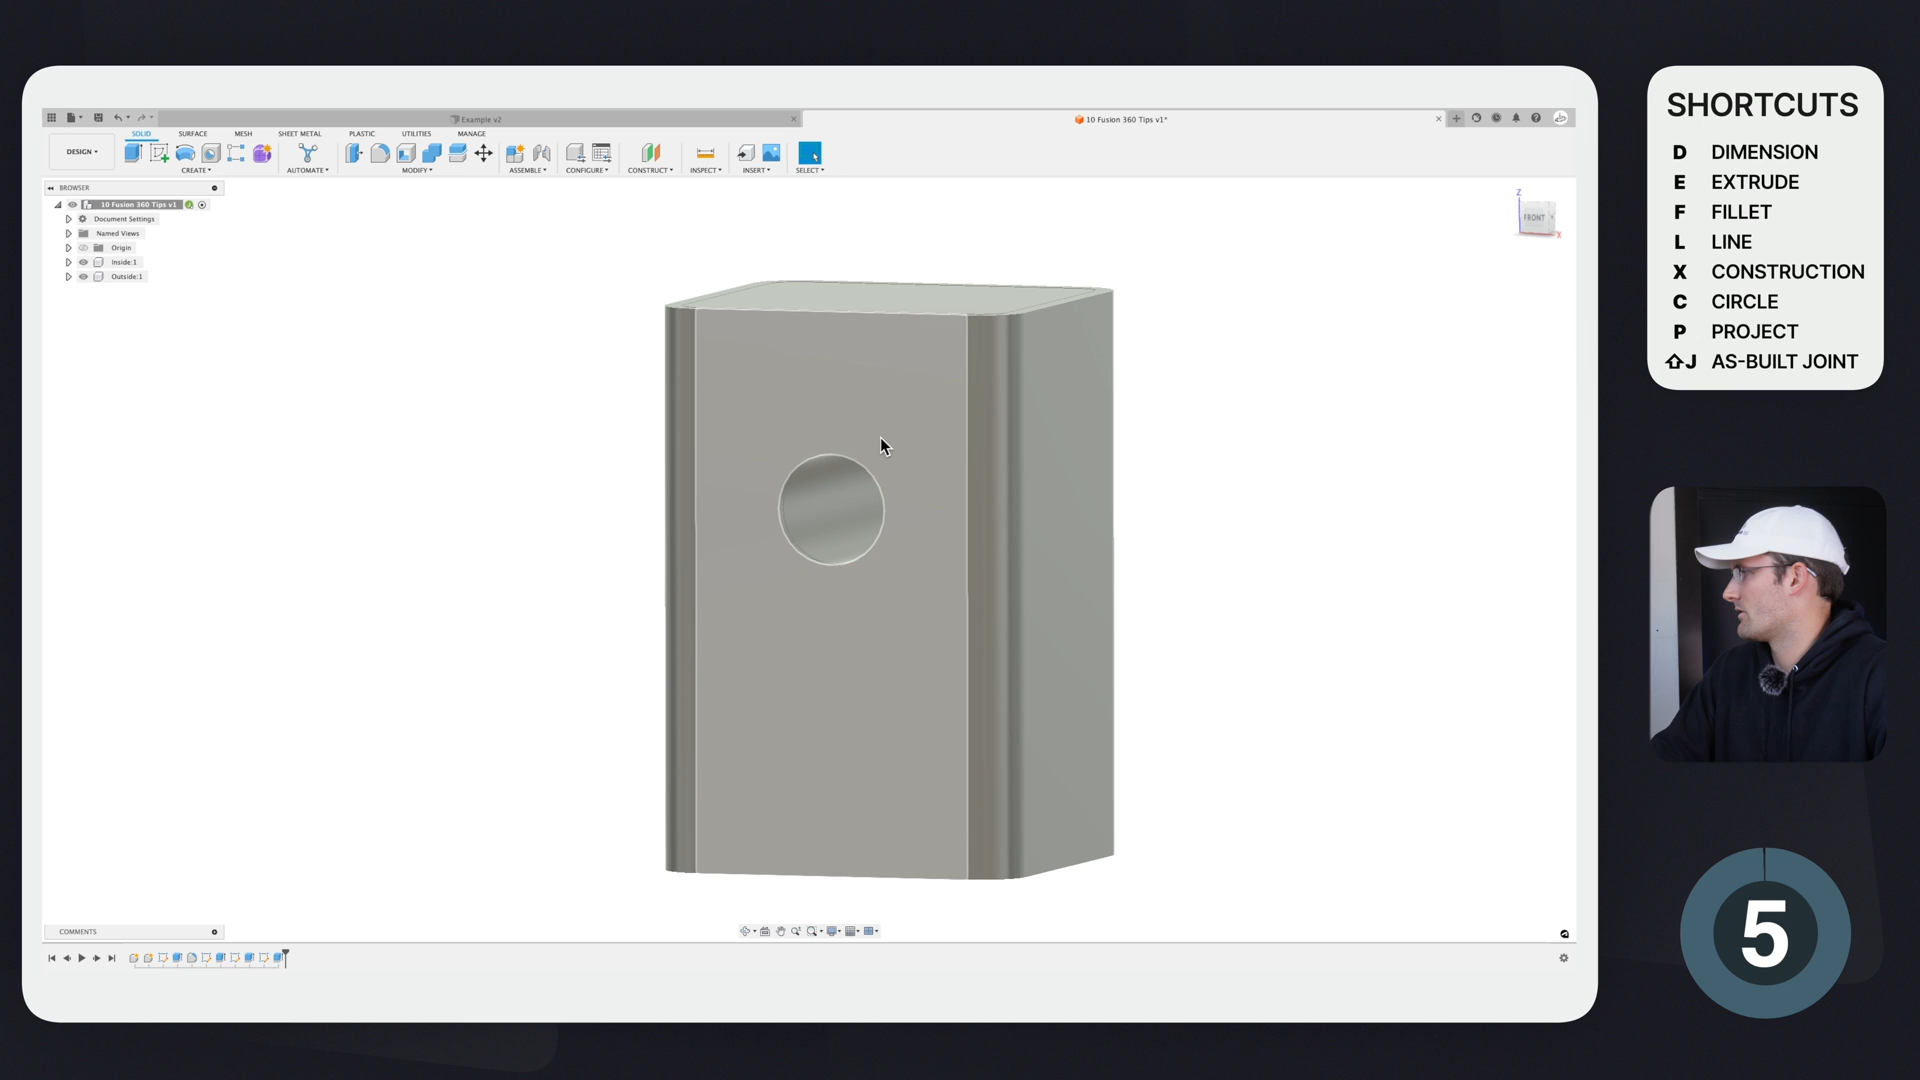 Example v2
10 Fusion 360 Tips v1*
SOLID SURFACE MESH SHEET METAL PLASTIC UTILITIES MANAGE
DESIGN
CREATE AUTOMATE MODIFY ASSEMBLE CONFIGURE CONSTRUCT INSPECT INSERT SELECT
BROWSER
10 Fusion 360 Tips v1
Document Settings
Named Views
Origin
Inside:1
Outside:1
Z
FRONT
X
COMMENTS
SHORTCUTS
D DIMENSION
E EXTRUDE
F FILLET
L LINE
X CONSTRUCTION
C CIRCLE
P PROJECT
⇧J AS-BUILT JOINT
5